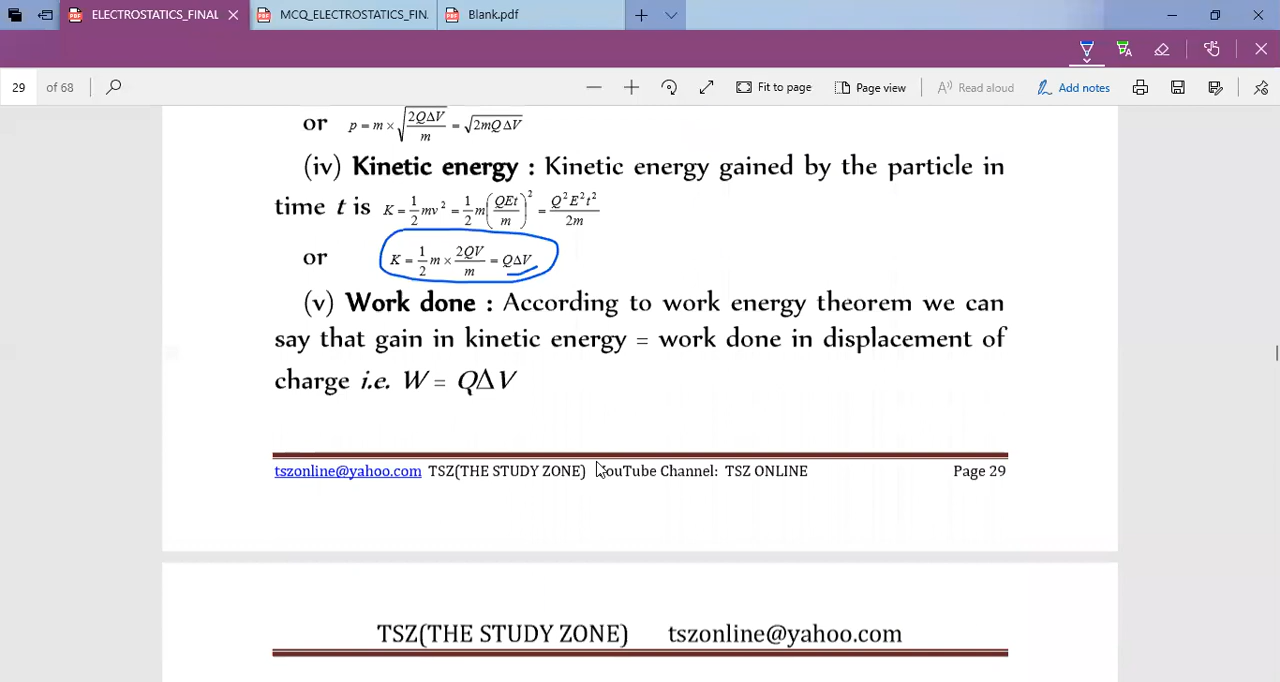 ELECTROSTATICS_FINAL
MCQ_ELECTROSTATICS_FIN.
Blank.pdf
29 of 68
Fit to page
Page view
Read aloud
Add notes
or p = m × √(2QΔV/m) = √(2mQΔV)
(iv) Kinetic energy : Kinetic energy gained by the particle in
time t is K = 1/2 mv² = 1/2 m(QEt/m)² = Q²E²t²/2m
or K = 1/2 m × 2QV/m = QΔV
(v) Work done : According to work energy theorem we can
say that gain in kinetic energy = work done in displacement of
charge i.e. W = QΔV
tszonline@yahoo.com TSZ(THE STUDY ZONE) YouTube Channel: TSZ ONLINE Page 29
TSZ(THE STUDY ZONE) tszonline@yahoo.com